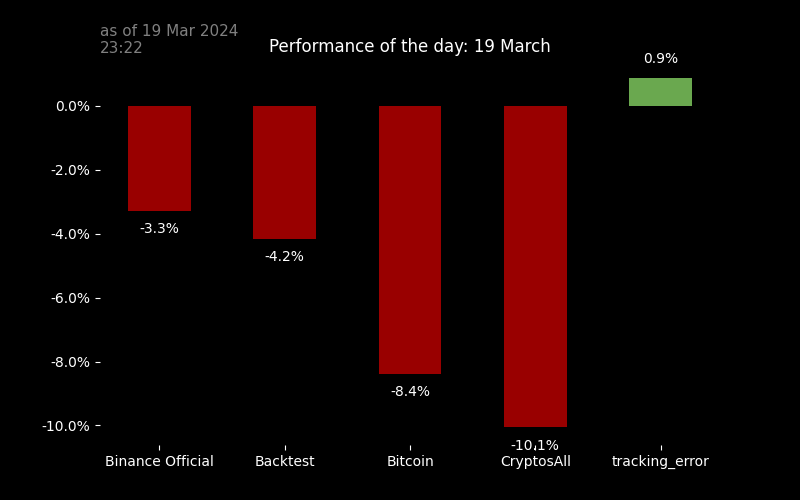 as of 19 Mar 2024
23:22
Performance of the day: 19 March
0.9%
0.0%
-2.0%
-3.3%
-4.0%
-4.2%
-6.0%
-8.0%
-8.4%
-10.0%
-10.1%
Binance Official
Backtest
Bitcoin
CryptosAll
tracking_error